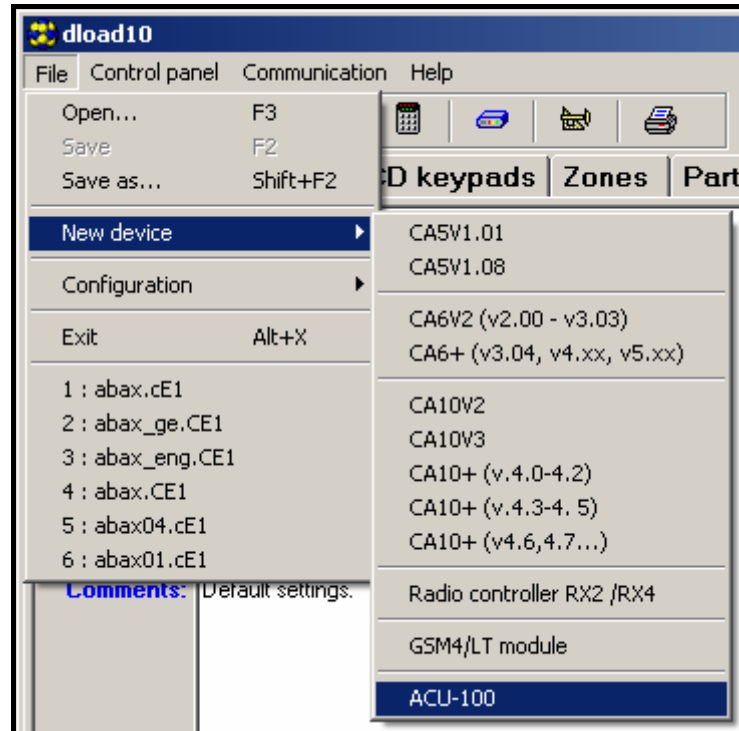 dload10
File Control panel Communication Help
Open... F3
Save F2
Save as... Shift+F2
CD keypads Zones Part
New device
Configuration
Exit Alt+X
1 : abax.cE1
2 : abax_ge.CE1
3 : abax_eng.CE1
4 : abax.CE1
5 : abax04.cE1
6 : abax01.cE1
Comments: Default settings.
CA5V1.01
CA5V1.08
CA6V2 (v2.00 - v3.03)
CA6+ (v3.04, v4.xx, v5.xx)
CA10V2
CA10V3
CA10+ (v.4.0-4.2)
CA10+ (v.4.3-4. 5)
CA10+ (v4.6,4.7...)
Radio controller RX2 /RX4
GSM4/LT module
ACU-100